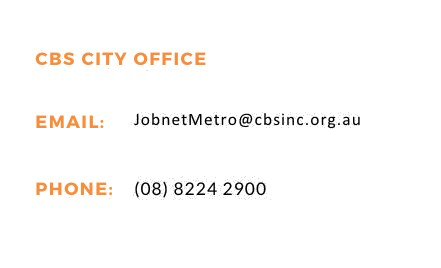 CBS CITY OFFICE
EMAIL: JobnetMetro@cbsinc.org.au
PHONE: (08) 8224 2900